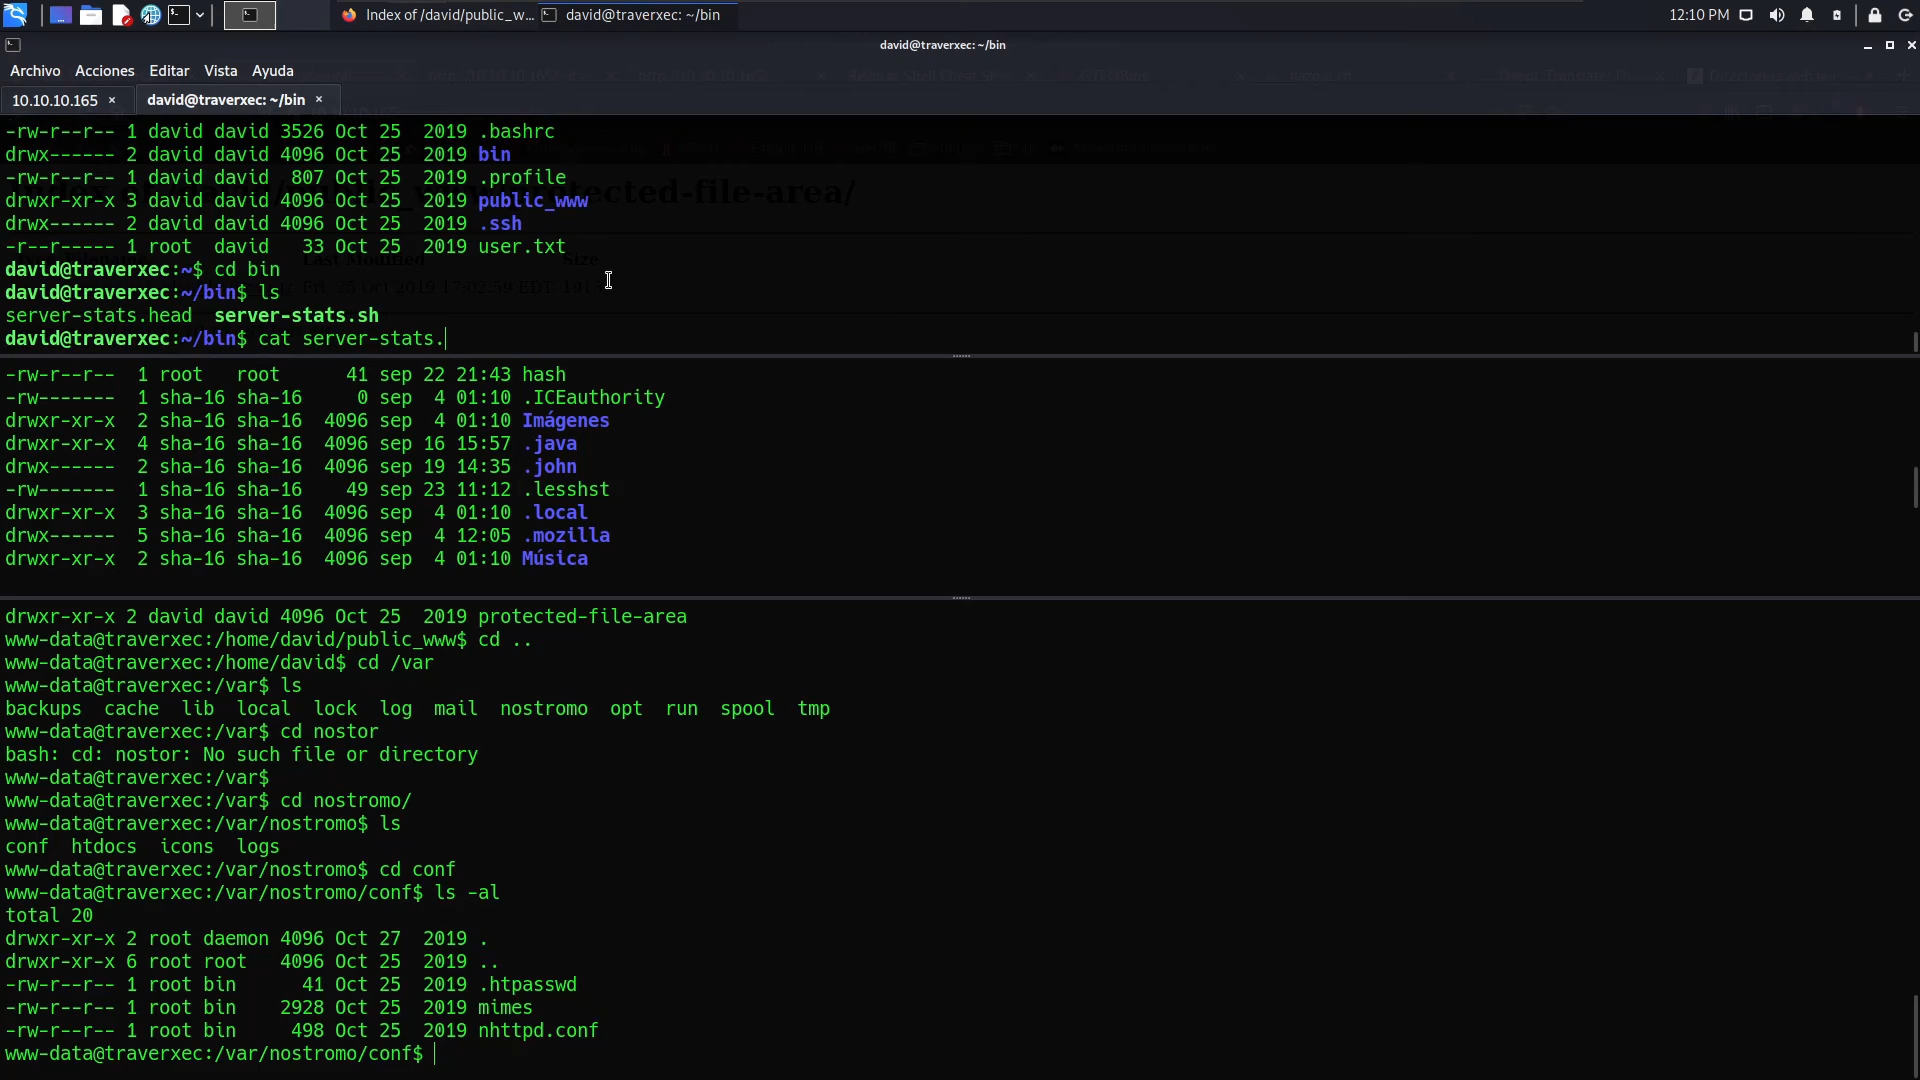 Index of /david/public_w...
david@traverxec: ~/bin
12:10 PM
david@traverxec: ~/bin
Archivo Acciones Editar Vista Ayuda
10.10.10.165 × david@traverxec: ~/bin ×
-rw-r--r-- 1 david david 3526 Oct 25  2019 .bashrc
drwx------ 2 david david 4096 Oct 25  2019 bin
-rw-r--r-- 1 david david  807 Oct 25  2019 .profile
drwxr-xr-x 3 david david 4096 Oct 25  2019 public_www
drwx------ 2 david david 4096 Oct 25  2019 .ssh
-r--r----- 1 root  david   33 Oct 25  2019 user.txt
david@traverxec:~$ cd bin
david@traverxec:~/bin$ ls
server-stats.head  server-stats.sh
david@traverxec:~/bin$ cat server-stats.
-rw-r--r--  1 root   root      41 sep 22 21:43 hash
-rw-------  1 sha-16 sha-16     0 sep  4 01:10 .ICEauthority
drwxr-xr-x  2 sha-16 sha-16  4096 sep  4 01:10 Imágenes
drwxr-xr-x  4 sha-16 sha-16  4096 sep 16 15:57 .java
drwx------  2 sha-16 sha-16  4096 sep 19 14:35 .john
-rw-------  1 sha-16 sha-16    49 sep 23 11:12 .lesshst
drwxr-xr-x  3 sha-16 sha-16  4096 sep  4 01:10 .local
drwx------  5 sha-16 sha-16  4096 sep  4 12:05 .mozilla
drwxr-xr-x  2 sha-16 sha-16  4096 sep  4 01:10 Música
drwxr-xr-x 2 david david 4096 Oct 25  2019 protected-file-area
www-data@traverxec:/home/david/public_www$ cd ..
www-data@traverxec:/home/david$ cd /var
www-data@traverxec:/var$ ls
backups  cache  lib  local  lock  log  mail  nostromo  opt  run  spool  tmp
www-data@traverxec:/var$ cd nostor
bash: cd: nostor: No such file or directory
www-data@traverxec:/var$
www-data@traverxec:/var$ cd nostromo/
www-data@traverxec:/var/nostromo$ ls
conf  htdocs  icons  logs
www-data@traverxec:/var/nostromo$ cd conf
www-data@traverxec:/var/nostromo/conf$ ls -al
total 20
drwxr-xr-x 2 root daemon 4096 Oct 27  2019 .
drwxr-xr-x 6 root root   4096 Oct 25  2019 ..
-rw-r--r-- 1 root bin      41 Oct 25  2019 .htpasswd
-rw-r--r-- 1 root bin    2928 Oct 25  2019 mimes
-rw-r--r-- 1 root bin     498 Oct 25  2019 nhttpd.conf
www-data@traverxec:/var/nostromo/conf$